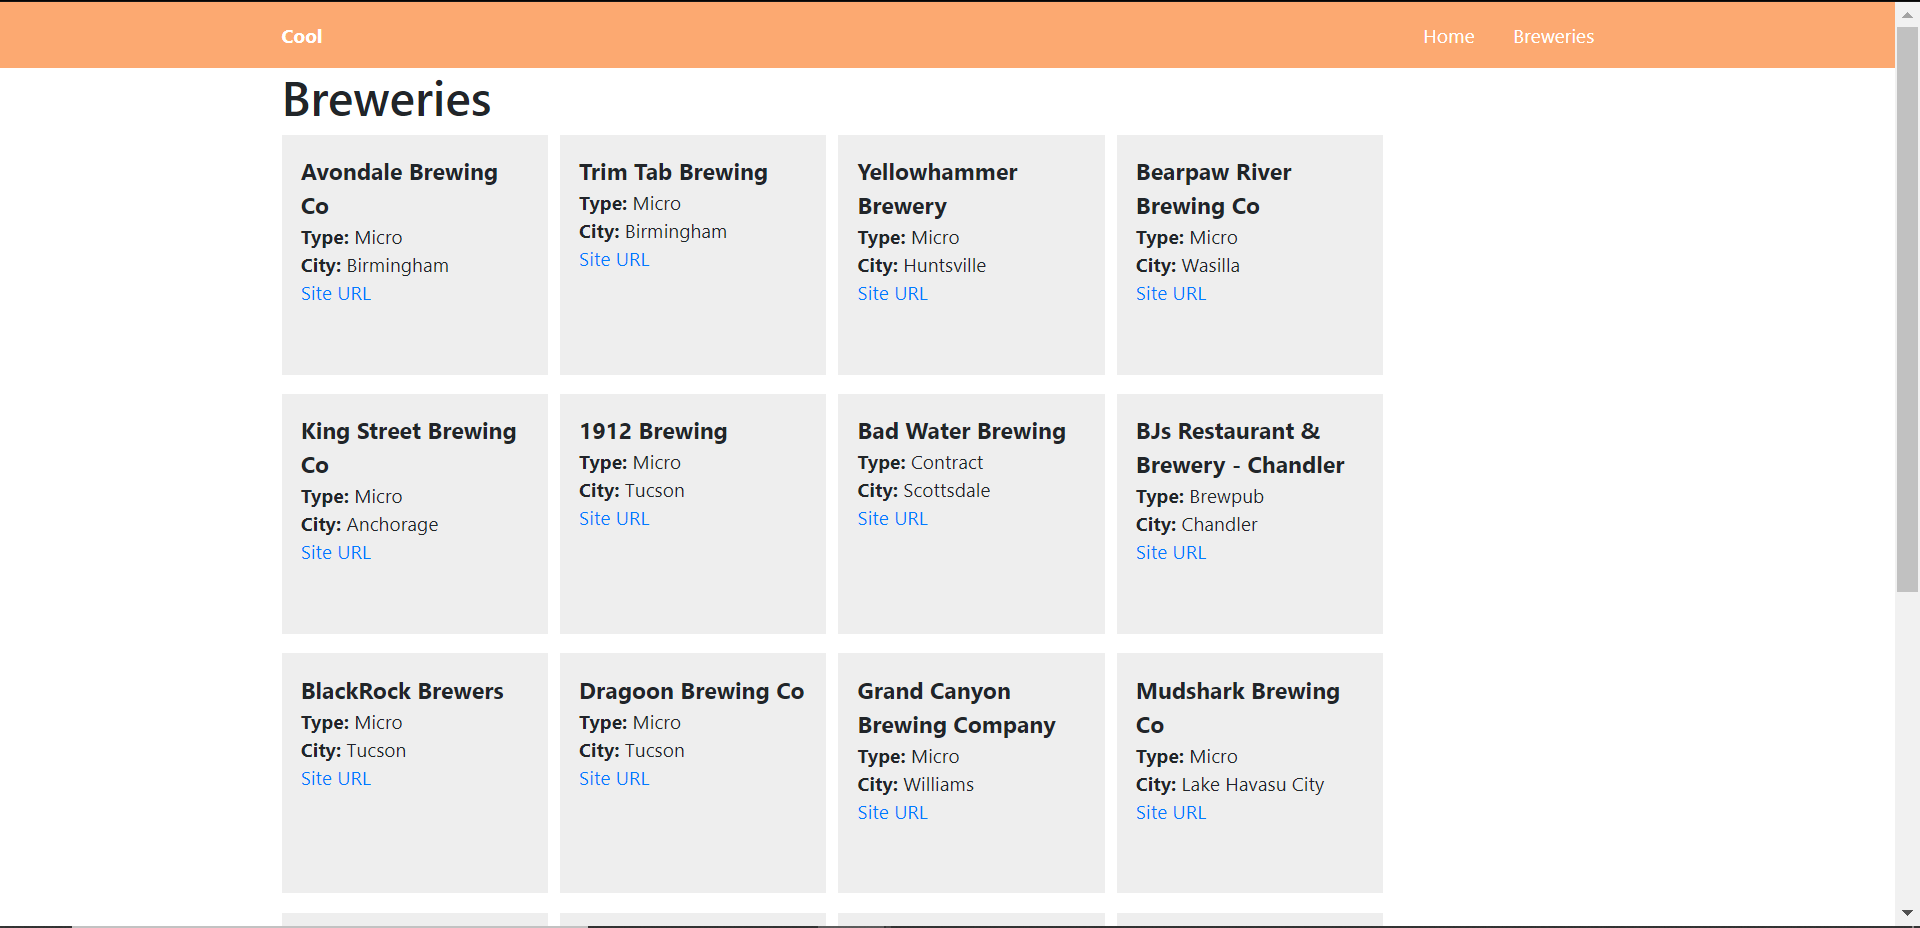 Cool
Home
Breweries
Breweries
Avondale Brewing
Co
Type: Micro
City: Birmingham
Site URL
Trim Tab Brewing
Type: Micro
City: Birmingham
Site URL
Yellowhammer
Brewery
Type: Micro
City: Huntsville
Site URL
Bearpaw River
Brewing Co
Type: Micro
City: Wasilla
Site URL
King Street Brewing
Co
Type: Micro
City: Anchorage
Site URL
1912 Brewing
Type: Micro
City: Tucson
Site URL
Bad Water Brewing
Type: Contract
City: Scottsdale
Site URL
BJs Restaurant &
Brewery - Chandler
Type: Brewpub
City: Chandler
Site URL
BlackRock Brewers
Type: Micro
City: Tucson
Site URL
Dragoon Brewing Co
Type: Micro
City: Tucson
Site URL
Grand Canyon
Brewing Company
Type: Micro
City: Williams
Site URL
Mudshark Brewing
Co
Type: Micro
City: Lake Havasu City
Site URL